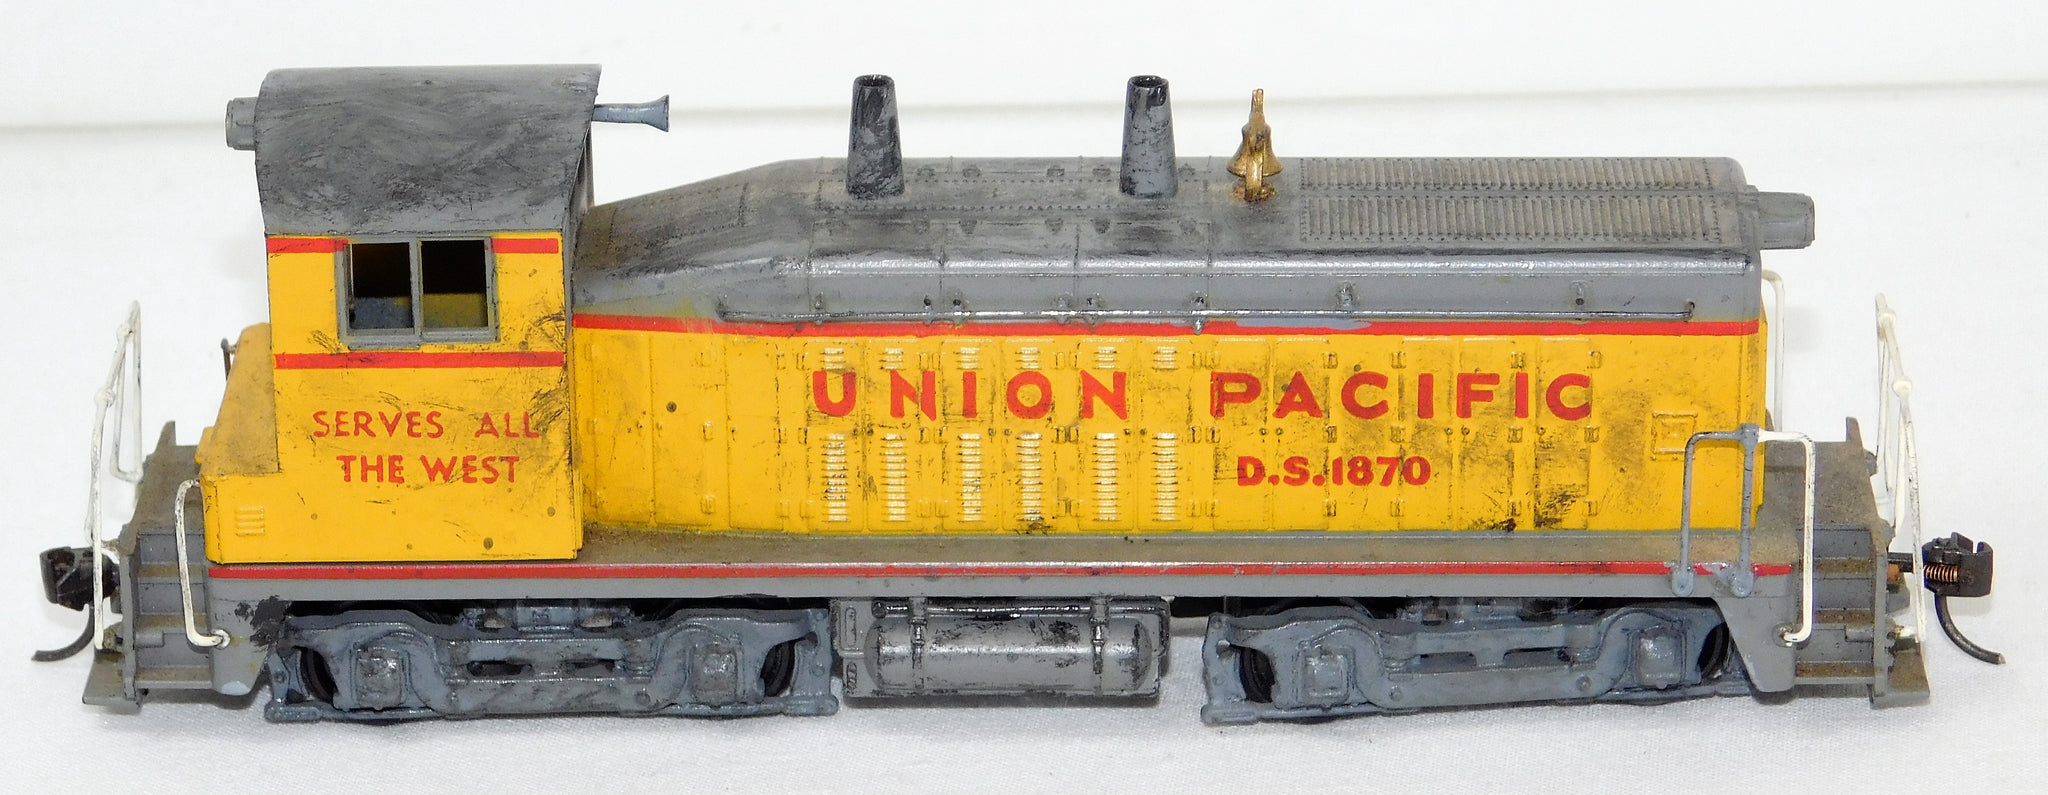 SERVES ALL
THE WEST
UNION PACIFIC
D.S.1870